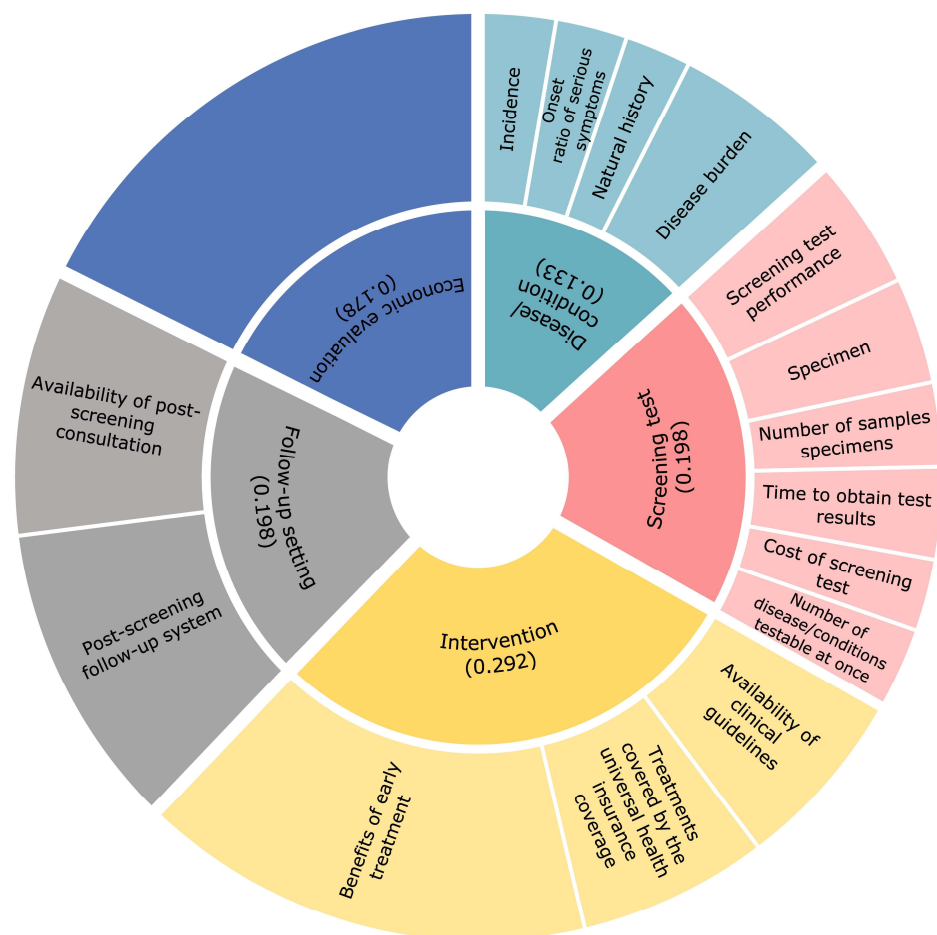 Incidence
Onset
ratio of serious
symptoms
Natural history
Disease burden
Screening test
performance
Specimen
Number of samples
specimens
Time to obtain test
results
Cost of screening
test
Number of
disease/conditions
testable at once
Availability of
clinical
guidelines
Treatments
covered by the
universal health
insurance
coverage
Benefits of early
treatment
Post-screening
follow-up system
Availability of post-
screening
consultation
Economic evaluation
(0.178)
Disease/
condition
(0.133)
Screening test
(0.198)
Intervention
(0.292)
Follow-up setting
(0.198)